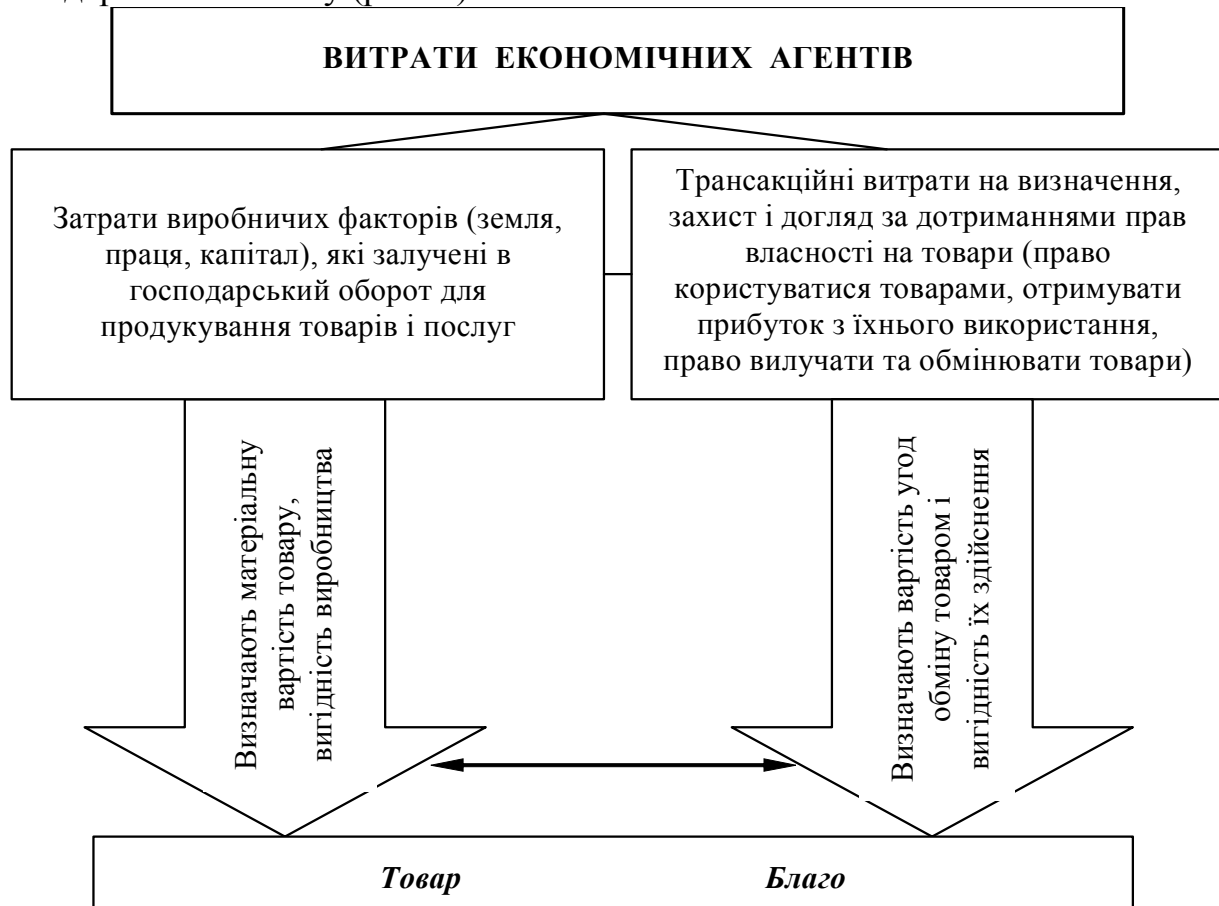 ВИТРАТИ ЕКОНОМІЧНИХ АГЕНТІВ
Затрати виробничих факторів (земля,
праця, капітал), які залучені в
господарський оборот для
продукування товарів і послуг
Трансакційні витрати на визначення,
захист і догляд за дотриманнями прав
власності на товари (право
користуватися товарами, отримувати
прибуток з їхнього використання,
право вилучати та обмінювати товари)
Визначають матеріальну
вартість товару,
вигідність виробництва
Визначають вартість угод
обміну товаром і
вигідність їх здійснення
Товар Благо